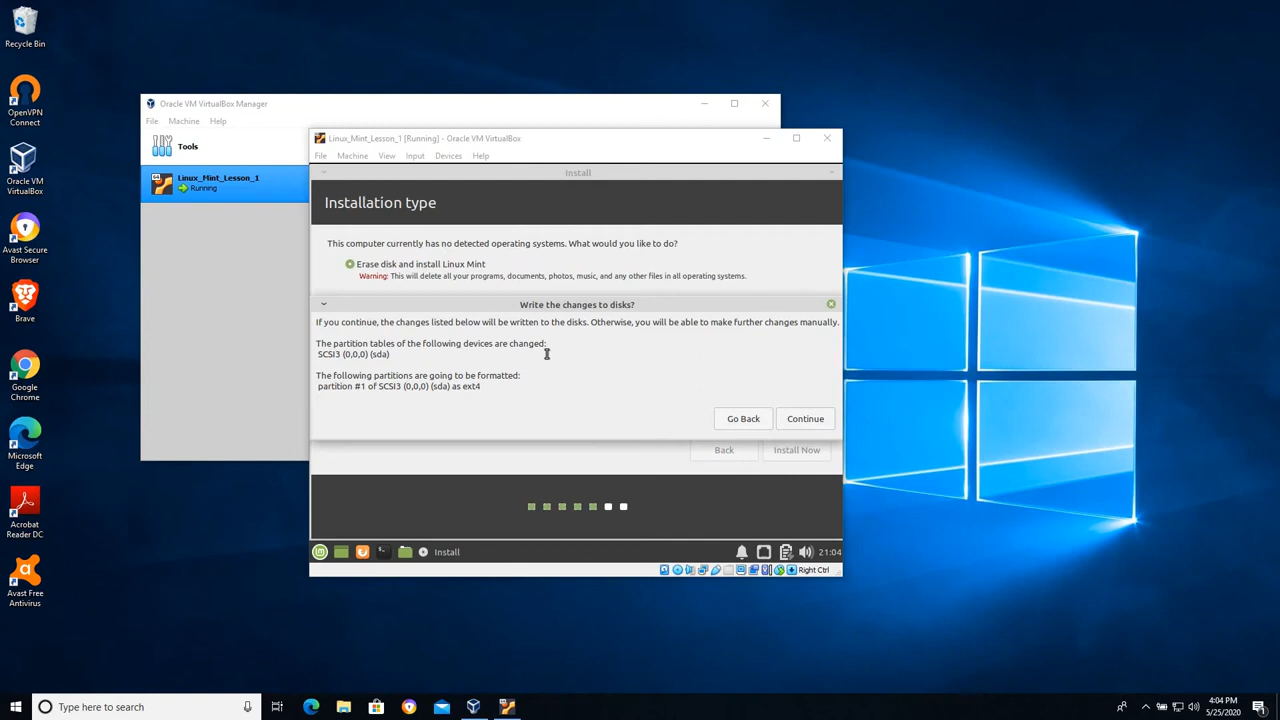 Recycle Bin
OpenVPN
Connect
Oracle VM
VirtualBox
Avast Secure
Browser
Brave
Google
Chrome
Microsoft
Edge
Acrobat
Reader DC
Avast Free
Antivirus
Oracle VM VirtualBox Manager
File Machine Help
Tools
Linux_Mint_Lesson_1
Running
Linux_Mint_Lesson_1 [Running] - Oracle VM VirtualBox
File Machine View Input Devices Help
Install
Installation type
This computer currently has no detected operating systems. What would you like to do?
Erase disk and install Linux Mint
Warning: This will delete all your programs, documents, photos, music, and any other files in all operating systems.
Write the changes to disks?
If you continue, the changes listed below will be written to the disks. Otherwise, you will be able to make further changes manually.
The partition tables of the following devices are changed:
SCSI3 (0,0,0) (sda)
The following partitions are going to be formatted:
partition #1 of SCSI3 (0,0,0) (sda) as ext4
Go Back Continue
Back Install Now
Install 21:04
Right Ctrl
Type here to search
4:04 PM
5/25/2020